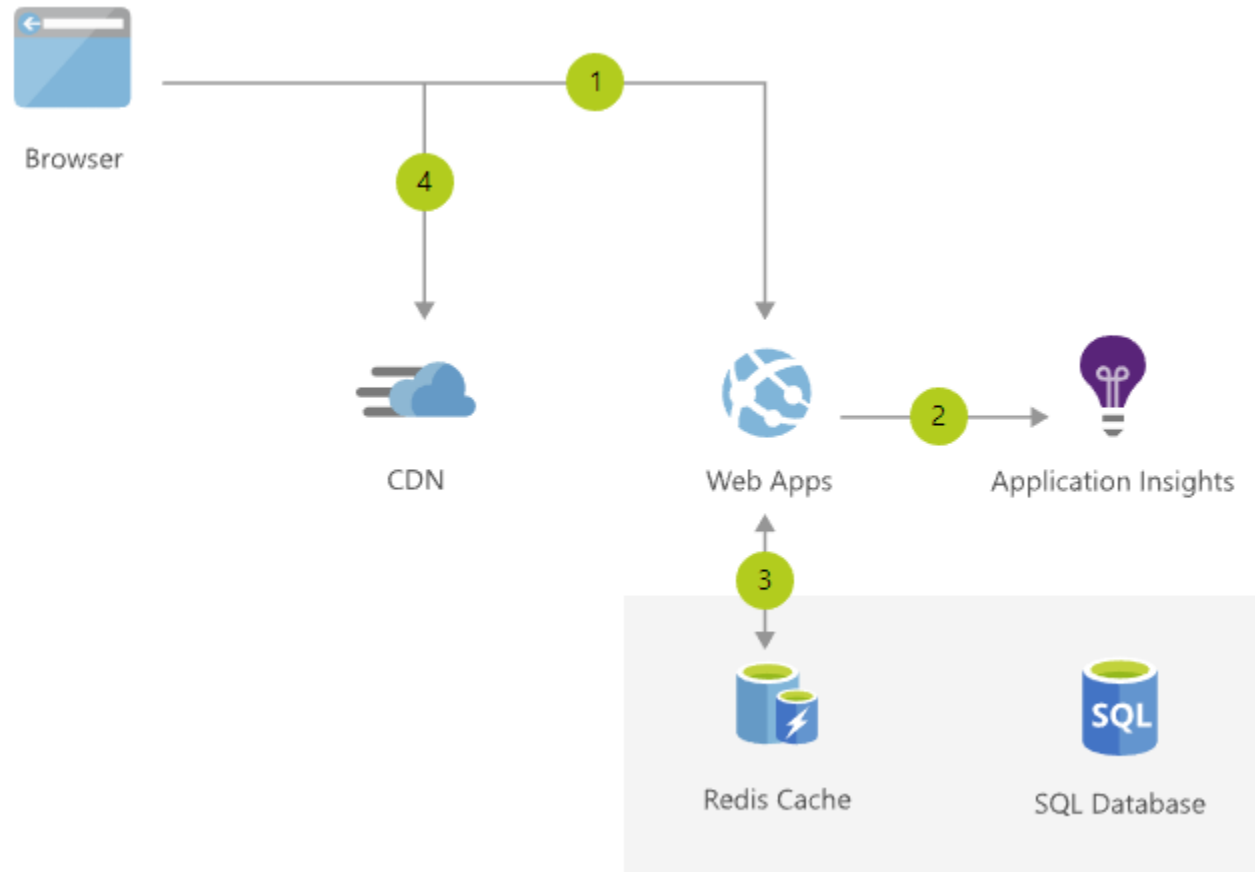 1
Browser
4
CDN
Web Apps
2
Application Insights
3
SQL
Redis Cache
SQL Database